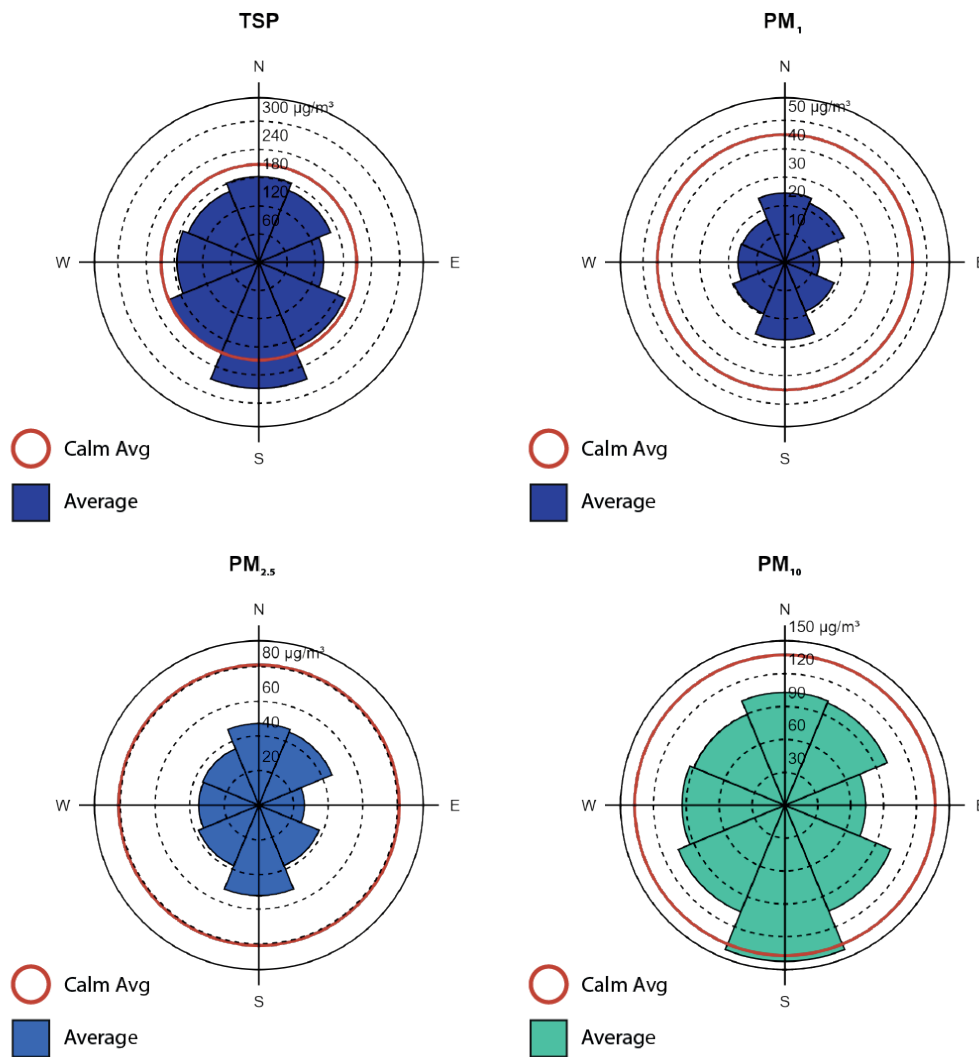 TSP
N
300 µg/m³
240
180
120
60
W
E
S
Calm Avg
Average
PM₁
N
50 µg/m³
40
30
20
10
W
E
S
Calm Avg
Average
PM₂.₅
N
80 µg/m³
60
40
20
W
E
S
Calm Avg
Average
PM₁₀
N
150 µg/m³
120
90
60
30
W
E
S
Calm Avg
Average